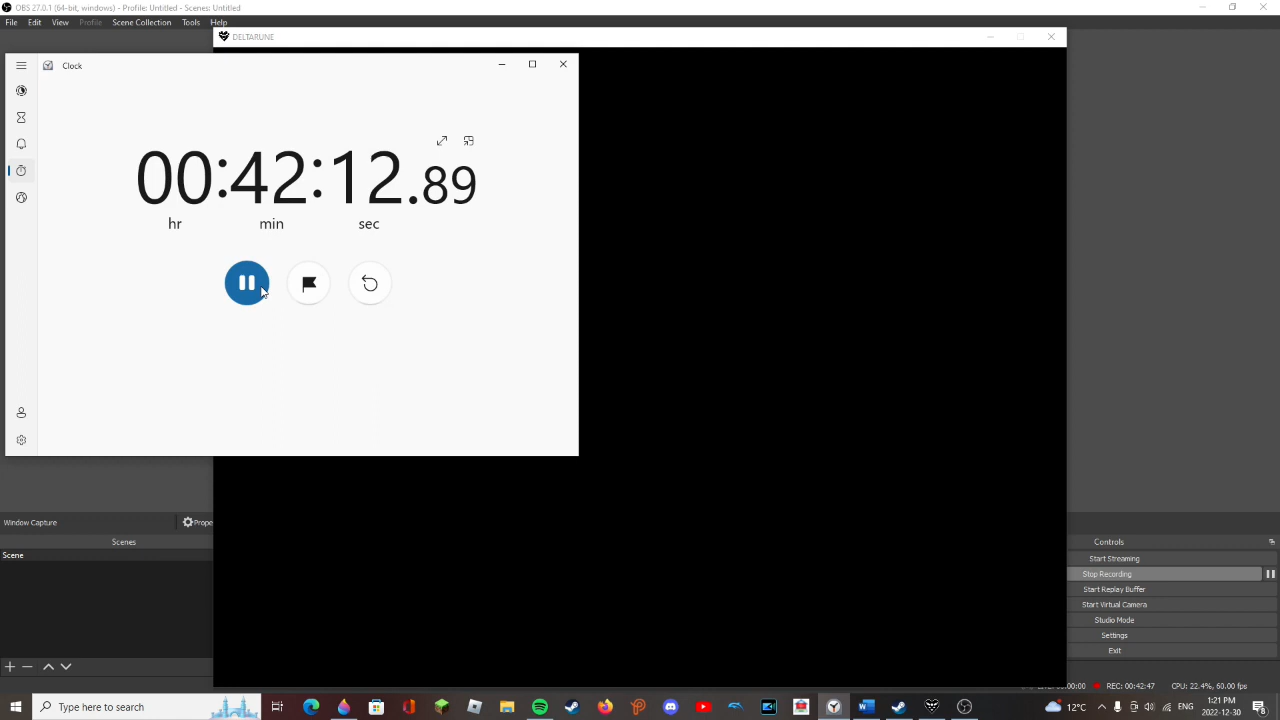 OBS 27.0.1 (64-bit, windows) - Profile: Untitled - Scenes: Untitled
File Edit View Profile Scene Collection Tools Help
DELTARUNE
Clock
00:42:12.89
hr min sec
Window Capture
Scenes
Scene
Controls
Start Streaming
Stop Recording
Start Replay Buffer
Start Virtual Camera
Studio Mode
Settings
Exit
REC: 00:42:47 CPU: 22.4%, 60.00 fps
Type here to search
12°C
ENG
1:21 PM
2022-12-30